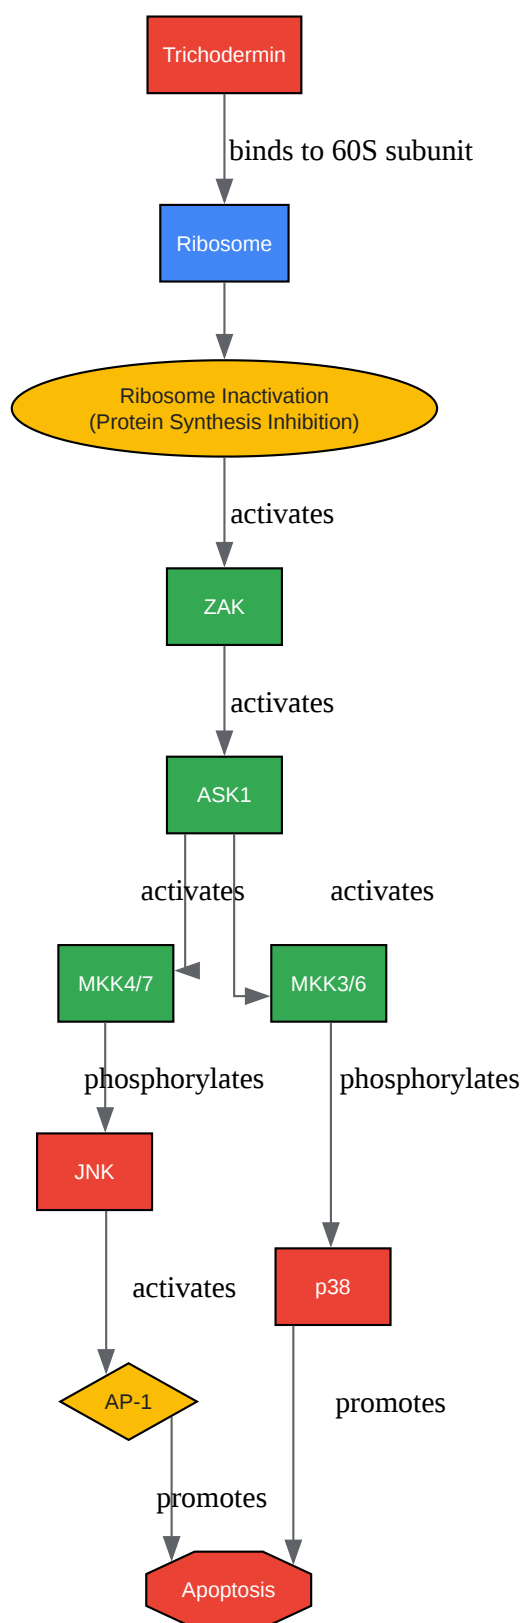 Trichodermin
binds to 60S subunit
Ribosome
Ribosome Inactivation
(Protein Synthesis Inhibition)
activates
ZAK
activates
ASK1
activates
activates
MKK4/7
MKK3/6
phosphorylates
phosphorylates
JNK
activates
p38
AP-1
promotes
promotes
Apoptosis